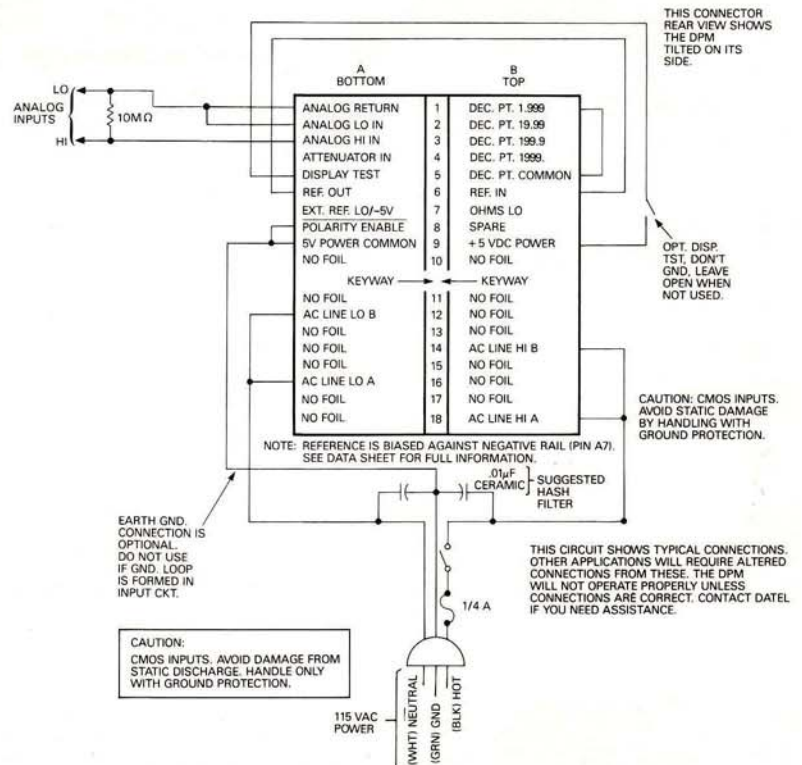 THIS CONNECTOR
REAR VIEW SHOWS
THE DPM
TILTED ON ITS
SIDE.
A
BOTTOM
B
TOP
LO
ANALOG
INPUTS
HI
10MΩ
ANALOG RETURN 1 DEC. PT. 1.999
ANALOG LO IN 2 DEC. PT. 19.99
ANALOG HI IN 3 DEC. PT. 199.9
ATTENUATOR IN 4 DEC. PT. 1999.
DISPLAY TEST 5 DEC. PT. COMMON
REF. OUT 6 REF. IN
EXT. REF. LO/-5V 7 OHMS LO
POLARITY ENABLE 8 SPARE
5V POWER COMMON 9 +5 VDC POWER
NO FOIL 10 NO FOIL
KEYWAY KEYWAY
NO FOIL 11 NO FOIL
AC LINE LO B 12 NO FOIL
NO FOIL 13 NO FOIL
NO FOIL 14 AC LINE HI B
NO FOIL 15 NO FOIL
AC LINE LO A 16 NO FOIL
NO FOIL 17 NO FOIL
NO FOIL 18 AC LINE HI A
OPT. DISP.
TST, DON'T
GND, LEAVE
OPEN WHEN
NOT USED.
CAUTION: CMOS INPUTS.
AVOID STATIC DAMAGE
BY HANDLING WITH
GROUND PROTECTION.
NOTE: REFERENCE IS BIASED AGAINST NEGATIVE RAIL (PIN A7).
SEE DATA SHEET FOR FULL INFORMATION.
.01µF
CERAMIC
SUGGESTED
HASH
FILTER
EARTH GND.
CONNECTION IS
OPTIONAL.
DO NOT USE
IF GND. LOOP
IS FORMED IN
INPUT CKT.
THIS CIRCUIT SHOWS TYPICAL CONNECTIONS.
OTHER APPLICATIONS WILL REQUIRE ALTERED
CONNECTIONS FROM THESE. THE DPM
WILL NOT OPERATE PROPERLY UNLESS
CONNECTIONS ARE CORRECT. CONTACT DATEL
IF YOU NEED ASSISTANCE.
1/4 A
CAUTION:
CMOS INPUTS. AVOID DAMAGE FROM
STATIC DISCHARGE. HANDLE ONLY
WITH GROUND PROTECTION.
115 VAC
POWER
(WHT) NEUTRAL
(GRN) GND
(BLK) HOT